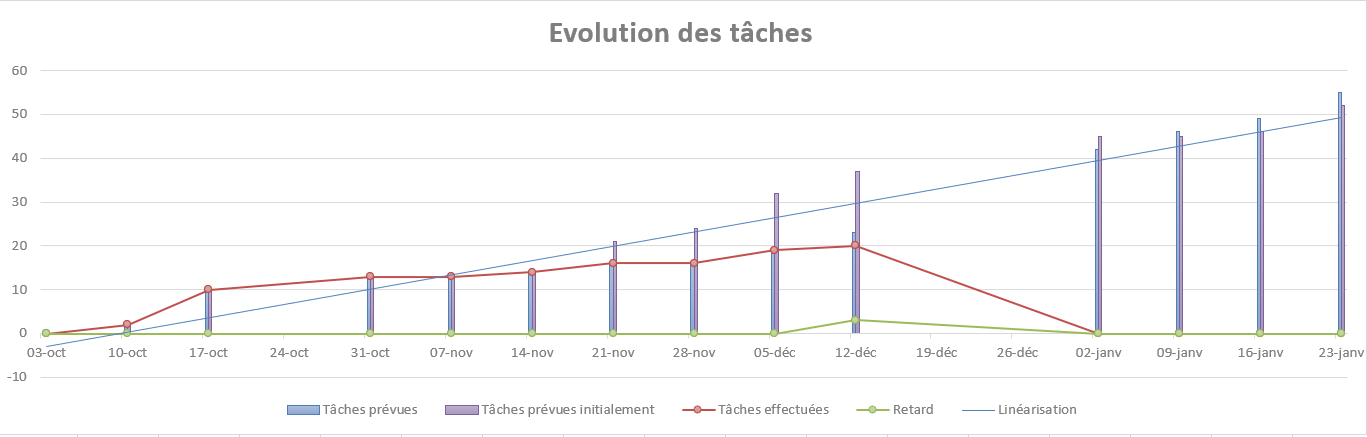 Evolution des tâches
60
50
40
30
20
10
0
03-oct 10-oct 17-oct 24-oct 31-oct 07-nov 14-nov 21-nov 28-nov 05-déc 12-déc 19-déc 26-déc 02-janv 09-janv 16-janv 23-janv
-10
Tâches prévues Tâches prévues initialement Tâches effectuées Retard Linéarisation